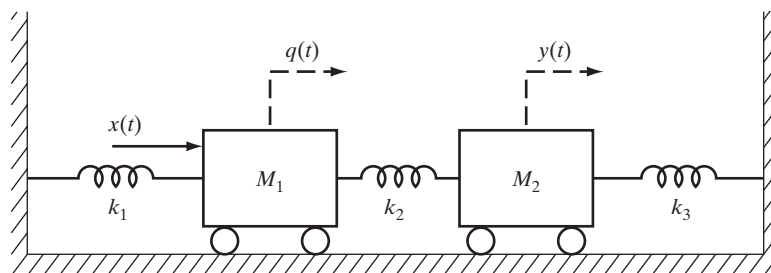 q(t)
y(t)
x(t)
M₁
M₂
k₁
k₂
k₃